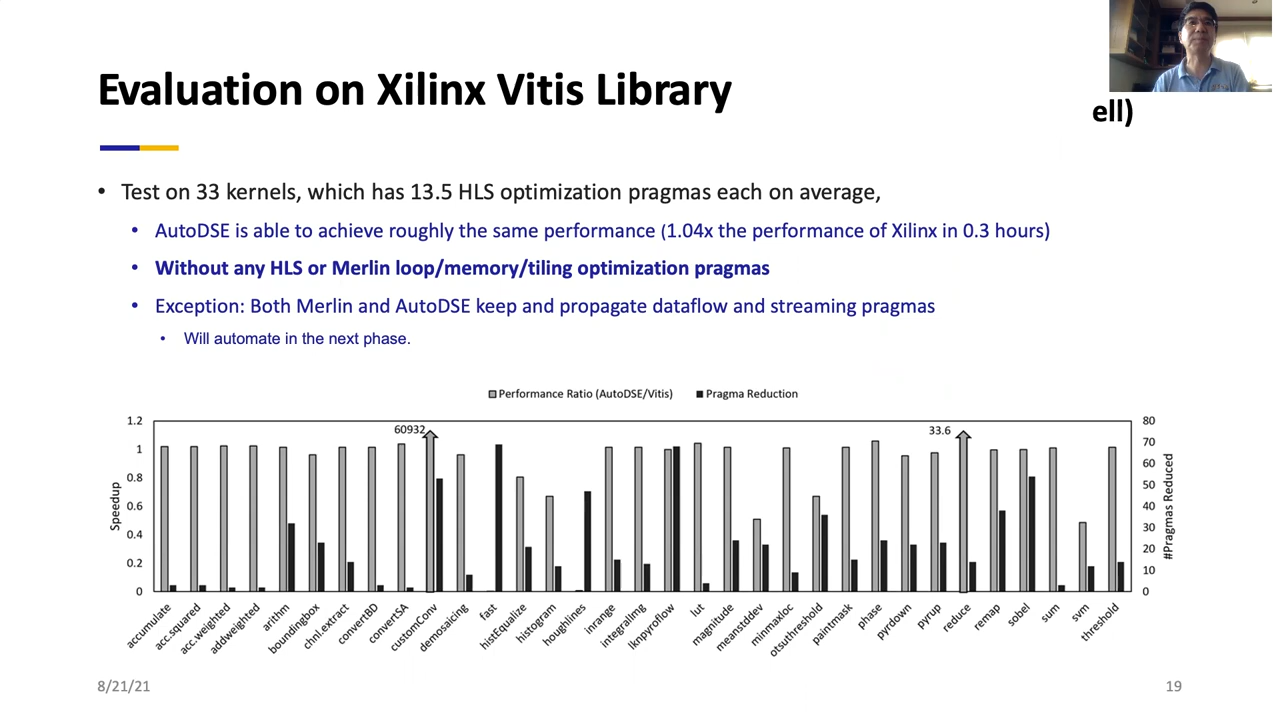 Evaluation on Xilinx Vitis Library
ell)
• Test on 33 kernels, which has 13.5 HLS optimization pragmas each on average,
• AutoDSE is able to achieve roughly the same performance (1.04x the performance of Xilinx in 0.3 hours)
• Without any HLS or Merlin loop/memory/tiling optimization pragmas
• Exception: Both Merlin and AutoDSE keep and propagate dataflow and streaming pragmas
• Will automate in the next phase.
Performance Ratio (AutoDSE/Vitis) Pragma Reduction
Speedup
1.2
1
0.8
0.6
0.4
0.2
0
60932
33.6
80
70
60
50
40
30
20
10
0
#Pragmas Reduced
accumulate
acc.squared
acc.weighted
addweighted
arithm
boundingbox
chnl.extract
convertBD
convertSA
customConv
demosaicing
fast
histEqualize
histogram
houghlines
inrange
integralImg
lknpyroflow
lut
magnitude
meanstddev
minmaxloc
otsuthreshold
paintmask
phase
pyrdown
pyrup
reduce
remap
sobel
sum
svm
threshold
8/21/21
19